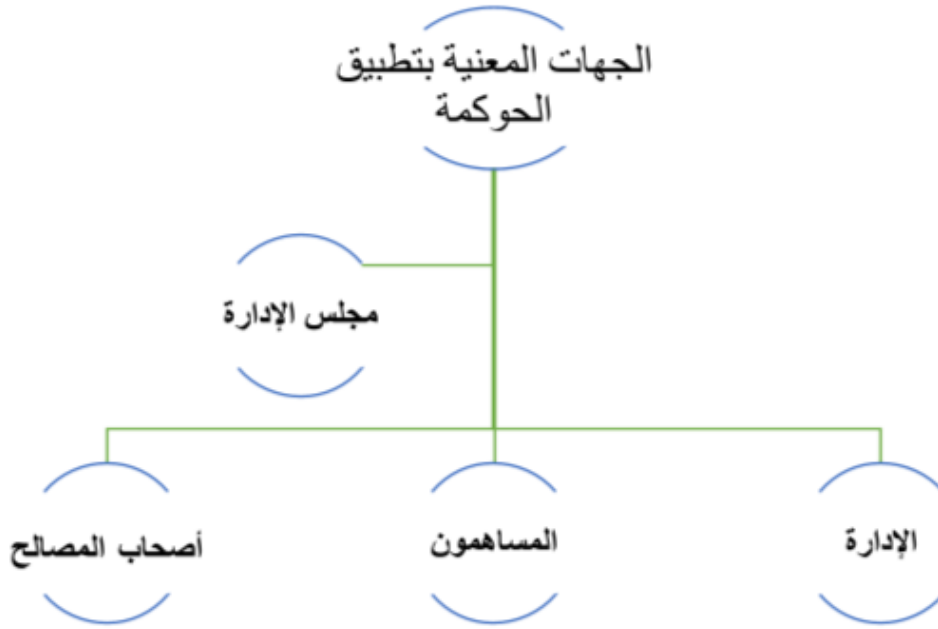 الجهات المعنية بتطبيق
الحوكمة
مجلس الإدارة
الإدارة
المساهمون
أصحاب المصالح